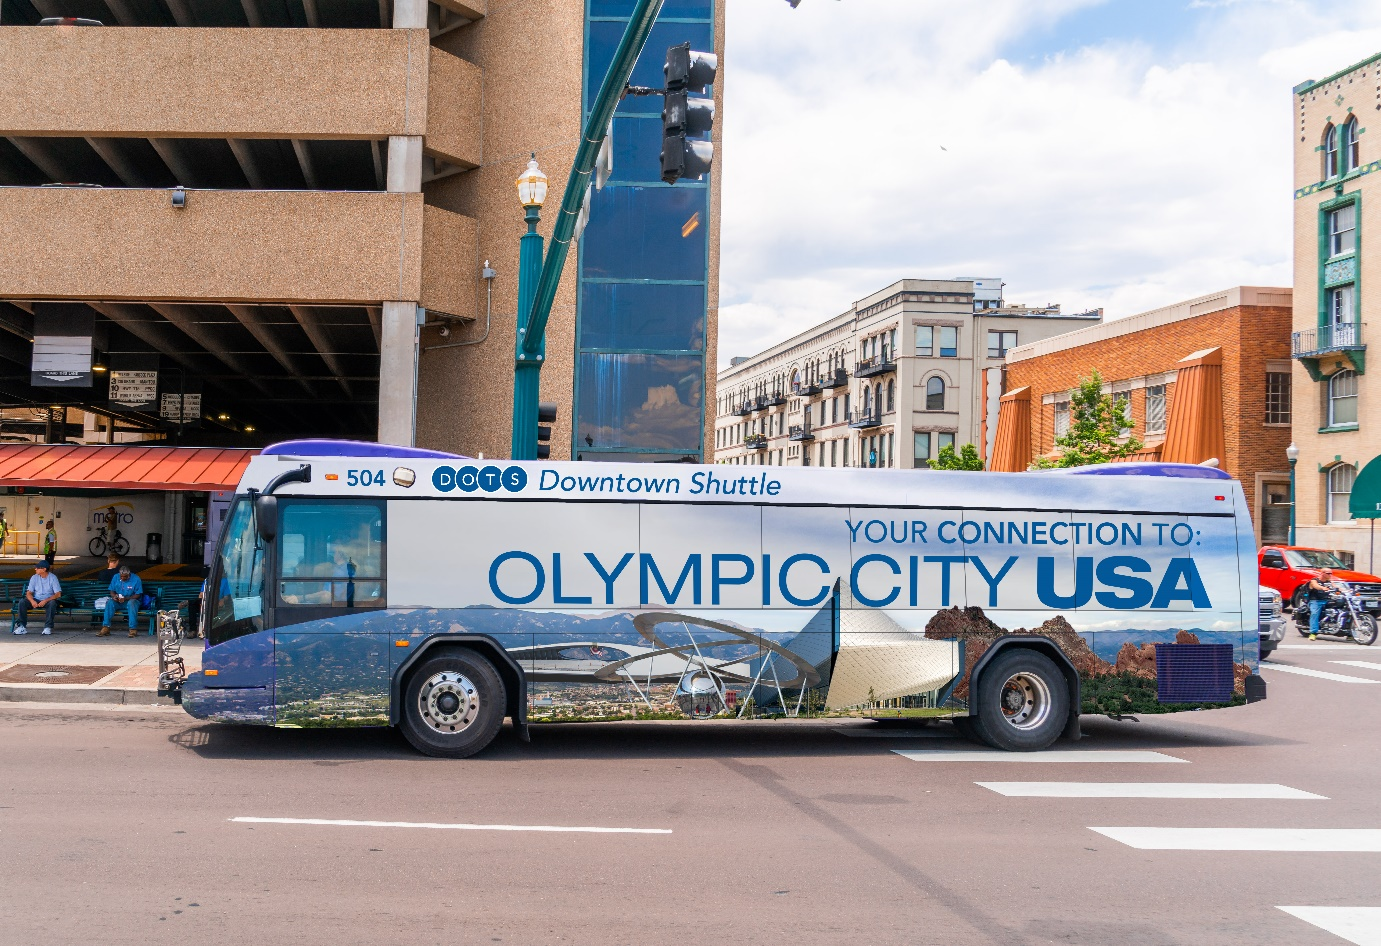 504 DOTS Downtown Shuttle
YOUR CONNECTION TO:
OLYMPIC CITY USA
metro